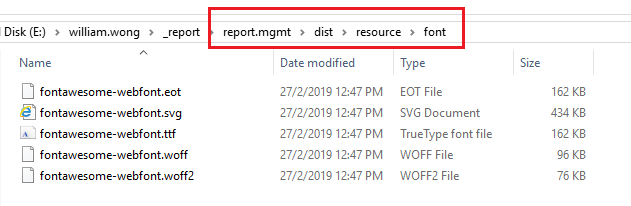 Disk (E:) > william.wong > _report > report.mgmt > dist > resource > font
Name Date modified Type Size
fontawesome-webfont.eot 27/2/2019 12:47 PM EOT File 162 KB
fontawesome-webfont.svg 27/2/2019 12:47 PM SVG Document 434 KB
fontawesome-webfont.ttf 27/2/2019 12:47 PM TrueType font file 162 KB
fontawesome-webfont.woff 27/2/2019 12:47 PM WOFF File 96 KB
fontawesome-webfont.woff2 27/2/2019 12:47 PM WOFF2 File 76 KB